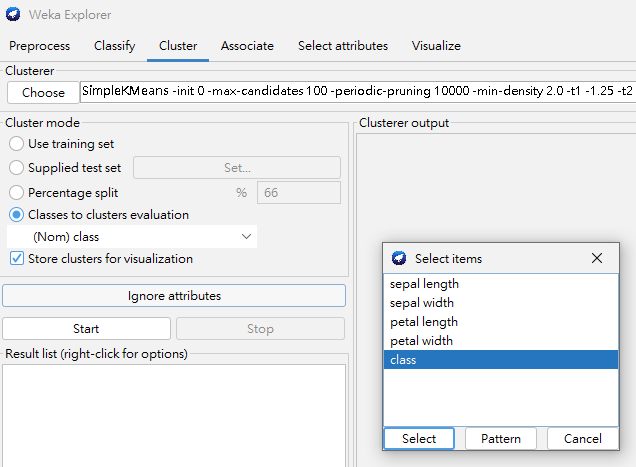 Weka Explorer
Preprocess Classify Cluster Associate Select attributes Visualize
Clusterer
Choose SimpleKMeans -init 0 -max-candidates 100 -periodic-pruning 10000 -min-density 2.0 -t1 -1.25 -t2
Cluster mode
Use training set
Supplied test set Set...
Percentage split % 66
Classes to clusters evaluation
(Nom) class
Store clusters for visualization
Ignore attributes
Start Stop
Result list (right-click for options)
Clusterer output
Select items
sepal length
sepal width
petal length
petal width
class
Select Pattern Cancel